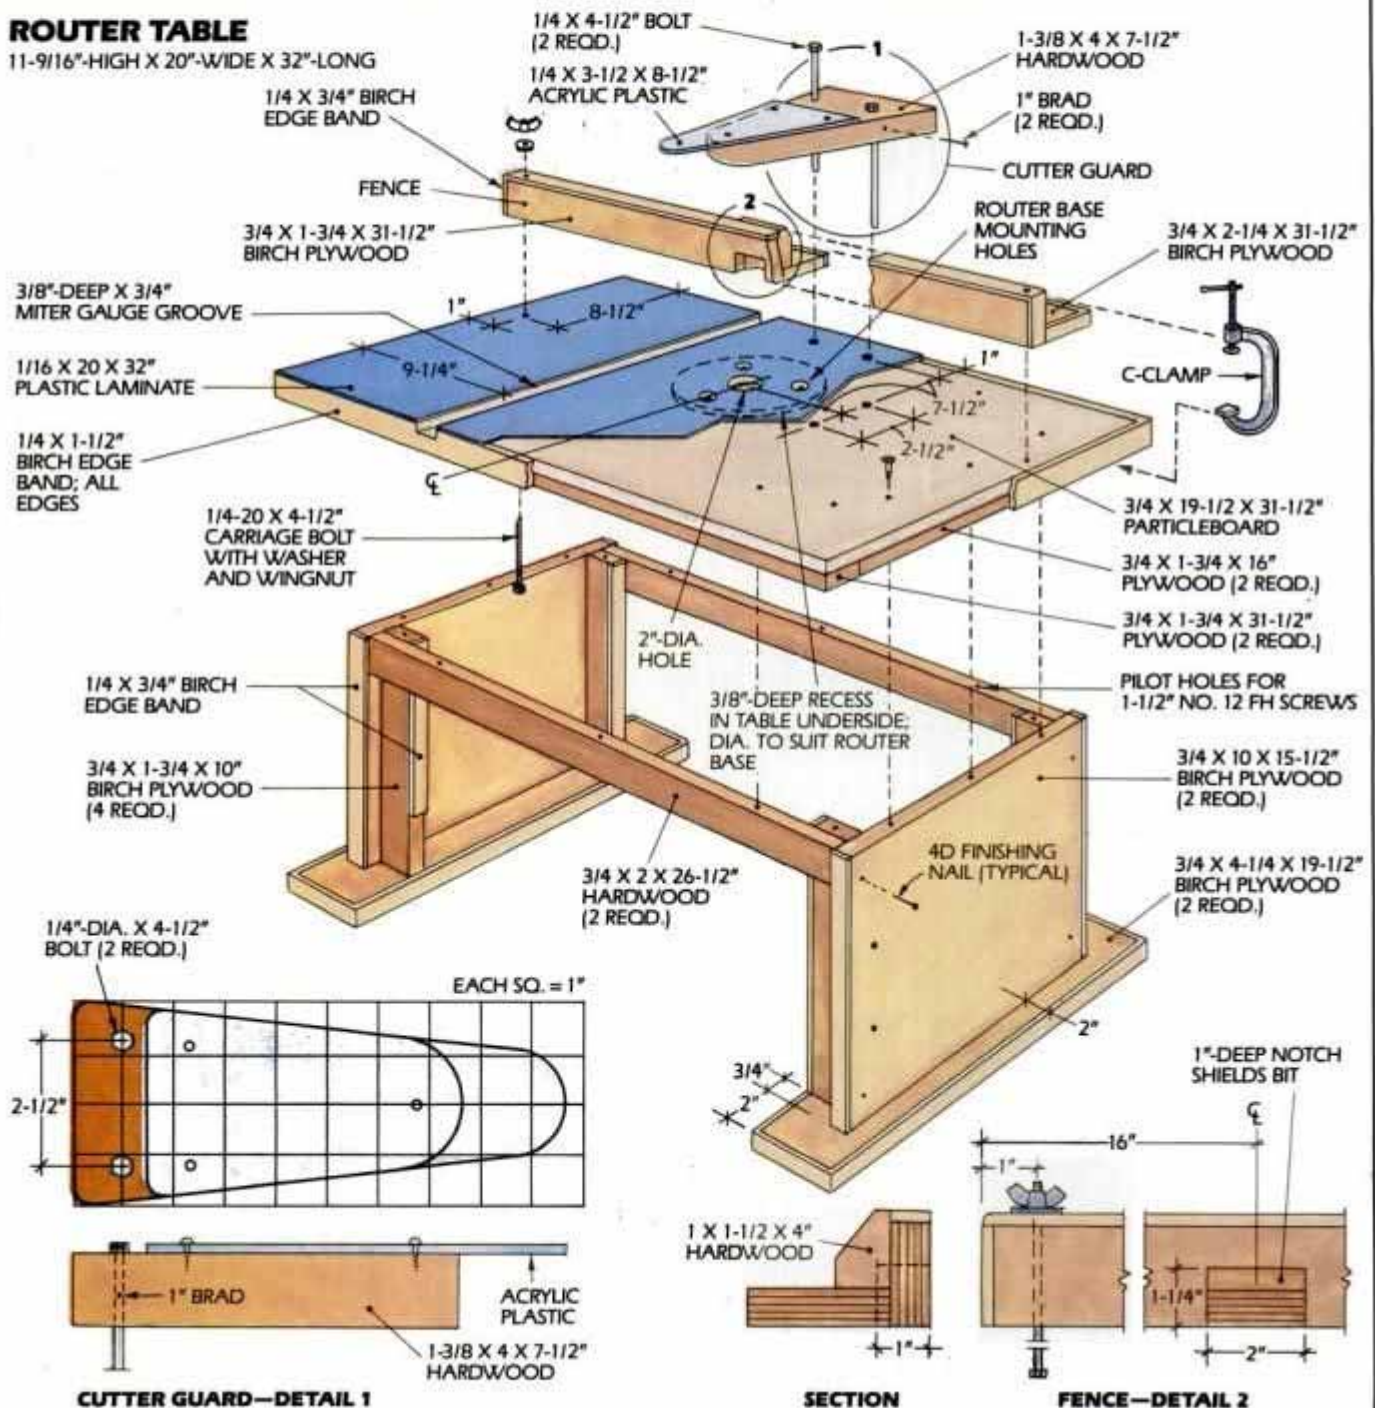 ROUTER TABLE
11-9/16"-HIGH X 20"-WIDE X 32"-LONG
1/4 X 4-1/2" BOLT
(2 REQD.)
1/4 X 3-1/2 X 8-1/2"
ACRYLIC PLASTIC
1
1-3/8 X 4 X 7-1/2"
HARDWOOD
1" BRAD
(2 REQD.)
CUTTER GUARD
1/4 X 3/4" BIRCH
EDGE BAND
FENCE
3/4 X 1-3/4 X 31-1/2"
BIRCH PLYWOOD
2
ROUTER BASE
MOUNTING
HOLES
3/4 X 2-1/4 X 31-1/2"
BIRCH PLYWOOD
3/8"-DEEP X 3/4"
MITER GAUGE GROOVE
1"
8-1/2"
1/16 X 20 X 32"
PLASTIC LAMINATE
9-1/4"
1"
C-CLAMP
7-1/2"
2-1/2"
1/4 X 1-1/2"
BIRCH EDGE
BAND; ALL
EDGES
CL
1/4-20 X 4-1/2"
CARRIAGE BOLT
WITH WASHER
AND WINGNUT
3/4 X 19-1/2 X 31-1/2"
PARTICLEBOARD
3/4 X 1-3/4 X 16"
PLYWOOD (2 REQD.)
3/4 X 1-3/4 X 31-1/2"
PLYWOOD (2 REQD.)
2"-DIA.
HOLE
3/8"-DEEP RECESS
IN TABLE UNDERSIDE;
DIA. TO SUIT ROUTER
BASE
PILOT HOLES FOR
1-1/2" NO. 12 FH SCREWS
1/4 X 3/4" BIRCH
EDGE BAND
3/4 X 1-3/4 X 10"
BIRCH PLYWOOD
(4 REQD.)
3/4 X 10 X 15-1/2"
BIRCH PLYWOOD
(2 REQD.)
3/4 X 2 X 26-1/2"
HARDWOOD
(2 REQD.)
4D FINISHING
NAIL (TYPICAL)
3/4 X 4-1/4 X 19-1/2"
BIRCH PLYWOOD
(2 REQD.)
2"
3/4"
2"
1/4"-DIA. X 4-1/2"
BOLT (2 REQD.)
EACH SQ. = 1"
2-1/2"
1" BRAD
ACRYLIC
PLASTIC
1-3/8 X 4 X 7-1/2"
HARDWOOD
CUTTER GUARD—DETAIL 1
1 X 1-1/2 X 4"
HARDWOOD
1"
SECTION
1"-DEEP NOTCH
SHIELDS BIT
CL
16"
1"
1-1/4"
2"
FENCE—DETAIL 2